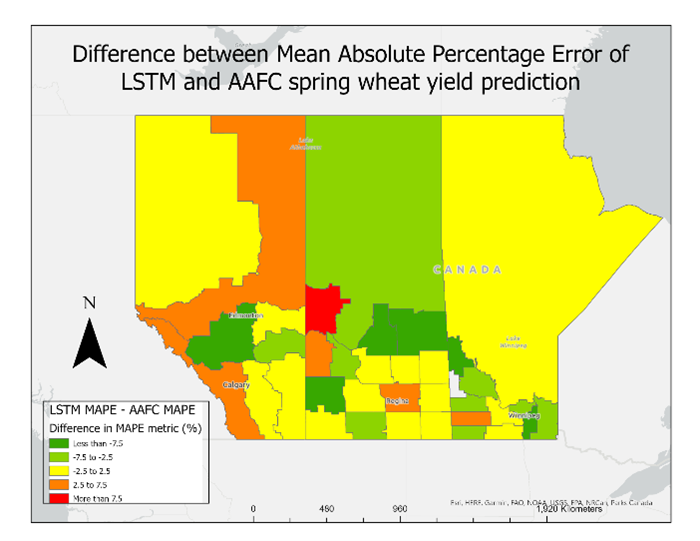 Difference between Mean Absolute Percentage Error of
LSTM and AAFC spring wheat yield prediction
Lake
Athabasca
CANADA
N
Edmonton
Lake
Winnipeg
Calgary
Regina
Winnipeg
LSTM MAPE - AAFC MAPE
Difference in MAPE metric (%)
Less than -7.5
-7.5 to -2.5
-2.5 to 2.5
2.5 to 7.5
More than 7.5
Esri, HERE, Garmin, FAO, NOAA, USGS, EPA, NRCan, Parks Canada
0 480 960 1,920 Kilometers